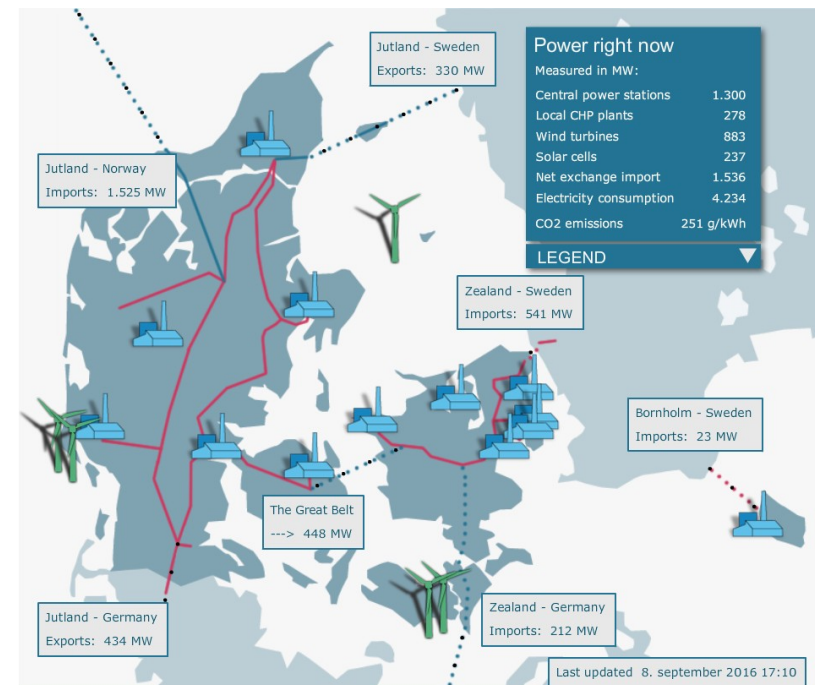 Jutland - Sweden
Exports: 330 MW
Power right now
Measured in MW:
Central power stations 1.300
Local CHP plants 278
Wind turbines 883
Solar cells 237
Net exchange import 1.536
Electricity consumption 4.234
CO2 emissions 251 g/kWh
LEGEND
Jutland - Norway
Imports: 1.525 MW
Zealand - Sweden
Imports: 541 MW
Bornholm - Sweden
Imports: 23 MW
The Great Belt
---> 448 MW
Jutland - Germany
Exports: 434 MW
Zealand - Germany
Imports: 212 MW
Last updated 8. september 2016 17:10